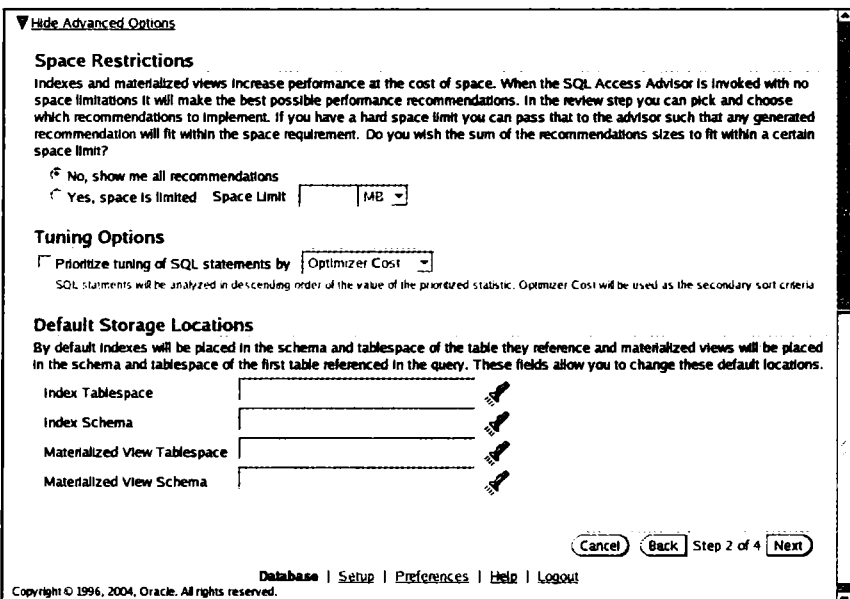 Hide Advanced Options
Space Restrictions
Indexes and materialized views increase performance at the cost of space. When the SQL Access Advisor is invoked with no
space limitations it will make the best possible performance recommendations. In the review step you can pick and choose
which recommendations to implement. If you have a hard space limit you can pass that to the advisor such that any generated
recommendation will fit within the space requirement. Do you wish the sum of the recommendations sizes to fit within a certain
space limit?
No, show me all recommendations
Yes, space is limited Space Limit MB
Tuning Options
Prioritize tuning of SQL statements by Optimizer Cost
SQL statments will be analyzed in descending order of the value of the prioritized statistic. Optimizer Cost will be used as the secondary sort criteria
Default Storage Locations
By default indexes will be placed in the schema and tablespace of the table they reference and materialized views will be placed
in the schema and tablespace of the first table referenced in the query. These fields allow you to change these default locations.
Index Tablespace
Index Schema
Materialized View Tablespace
Materialized View Schema
Cancel Back Step 2 of 4 Next
Database | Setup | Preferences | Help | Logout
Copyright © 1996, 2004, Oracle. All rights reserved.